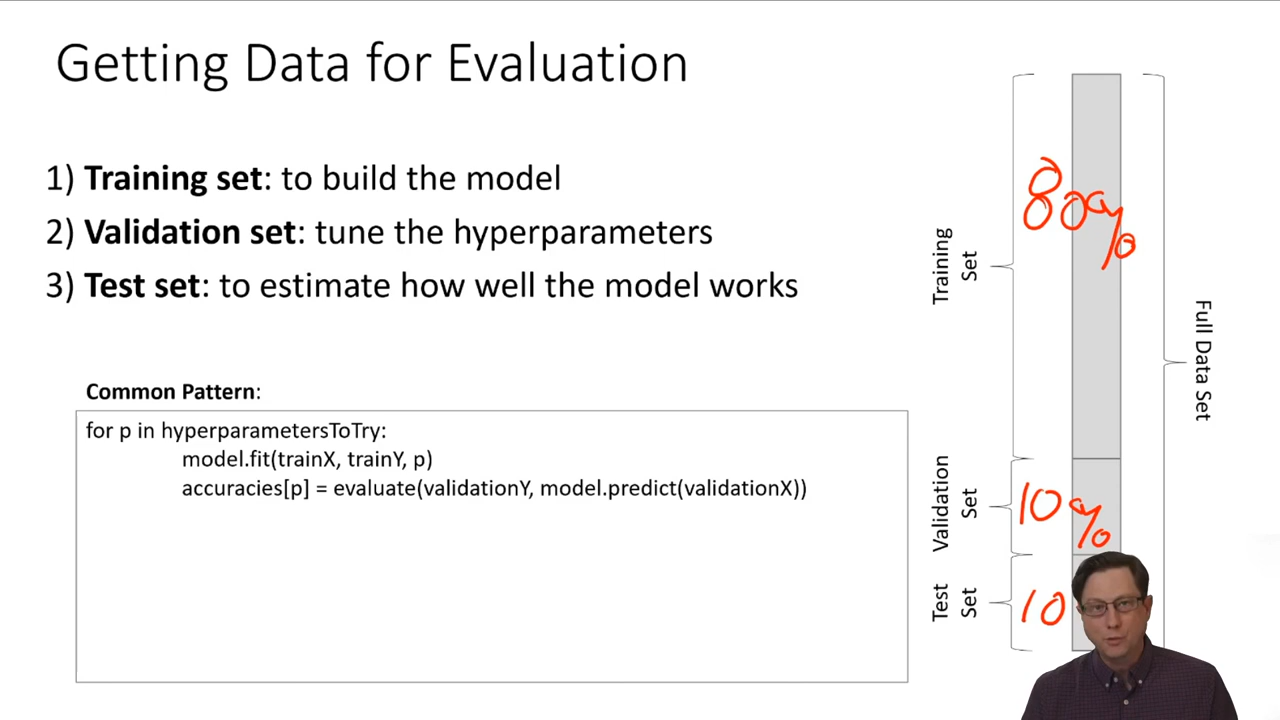 Getting Data for Evaluation
1) Training set: to build the model
2) Validation set: tune the hyperparameters
3) Test set: to estimate how well the model works
Common Pattern:
for p in hyperparametersToTry:
model.fit(trainX, trainY, p)
accuracies[p] = evaluate(validationY, model.predict(validationX))
Training
Set
80%
Validation
Set
10%
Test
Set
10
Full Data Set